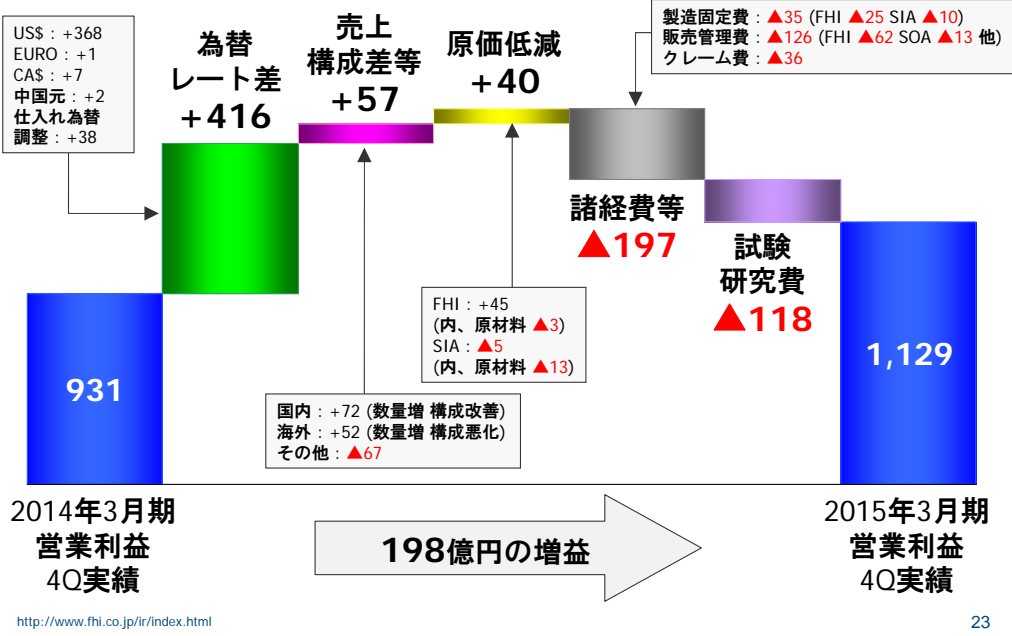 US$ : +368
EURO : +1
CA$ : +7
中国元 : +2
仕入れ為替
調整 : +38
為替
レート差
+416
売上
構成差等
+57
原価低減
+40
製造固定費 : ▲35 (FHI ▲25 SIA ▲10)
販売管理費 : ▲126 (FHI ▲62 SOA ▲13 他)
クレーム費 : ▲36
諸経費等
▲197
試験
研究費
▲118
FHI : +45
(内、原材料 ▲3)
SIA : ▲5
(内、原材料 ▲13)
国内 : +72 (数量増 構成改善)
海外 : +52 (数量増 構成悪化)
その他 : ▲67
931
1,129
2014年3月期
営業利益
4Q実績
198億円の増益
2015年3月期
営業利益
4Q実績
http://www.fhi.co.jp/ir/index.html
23